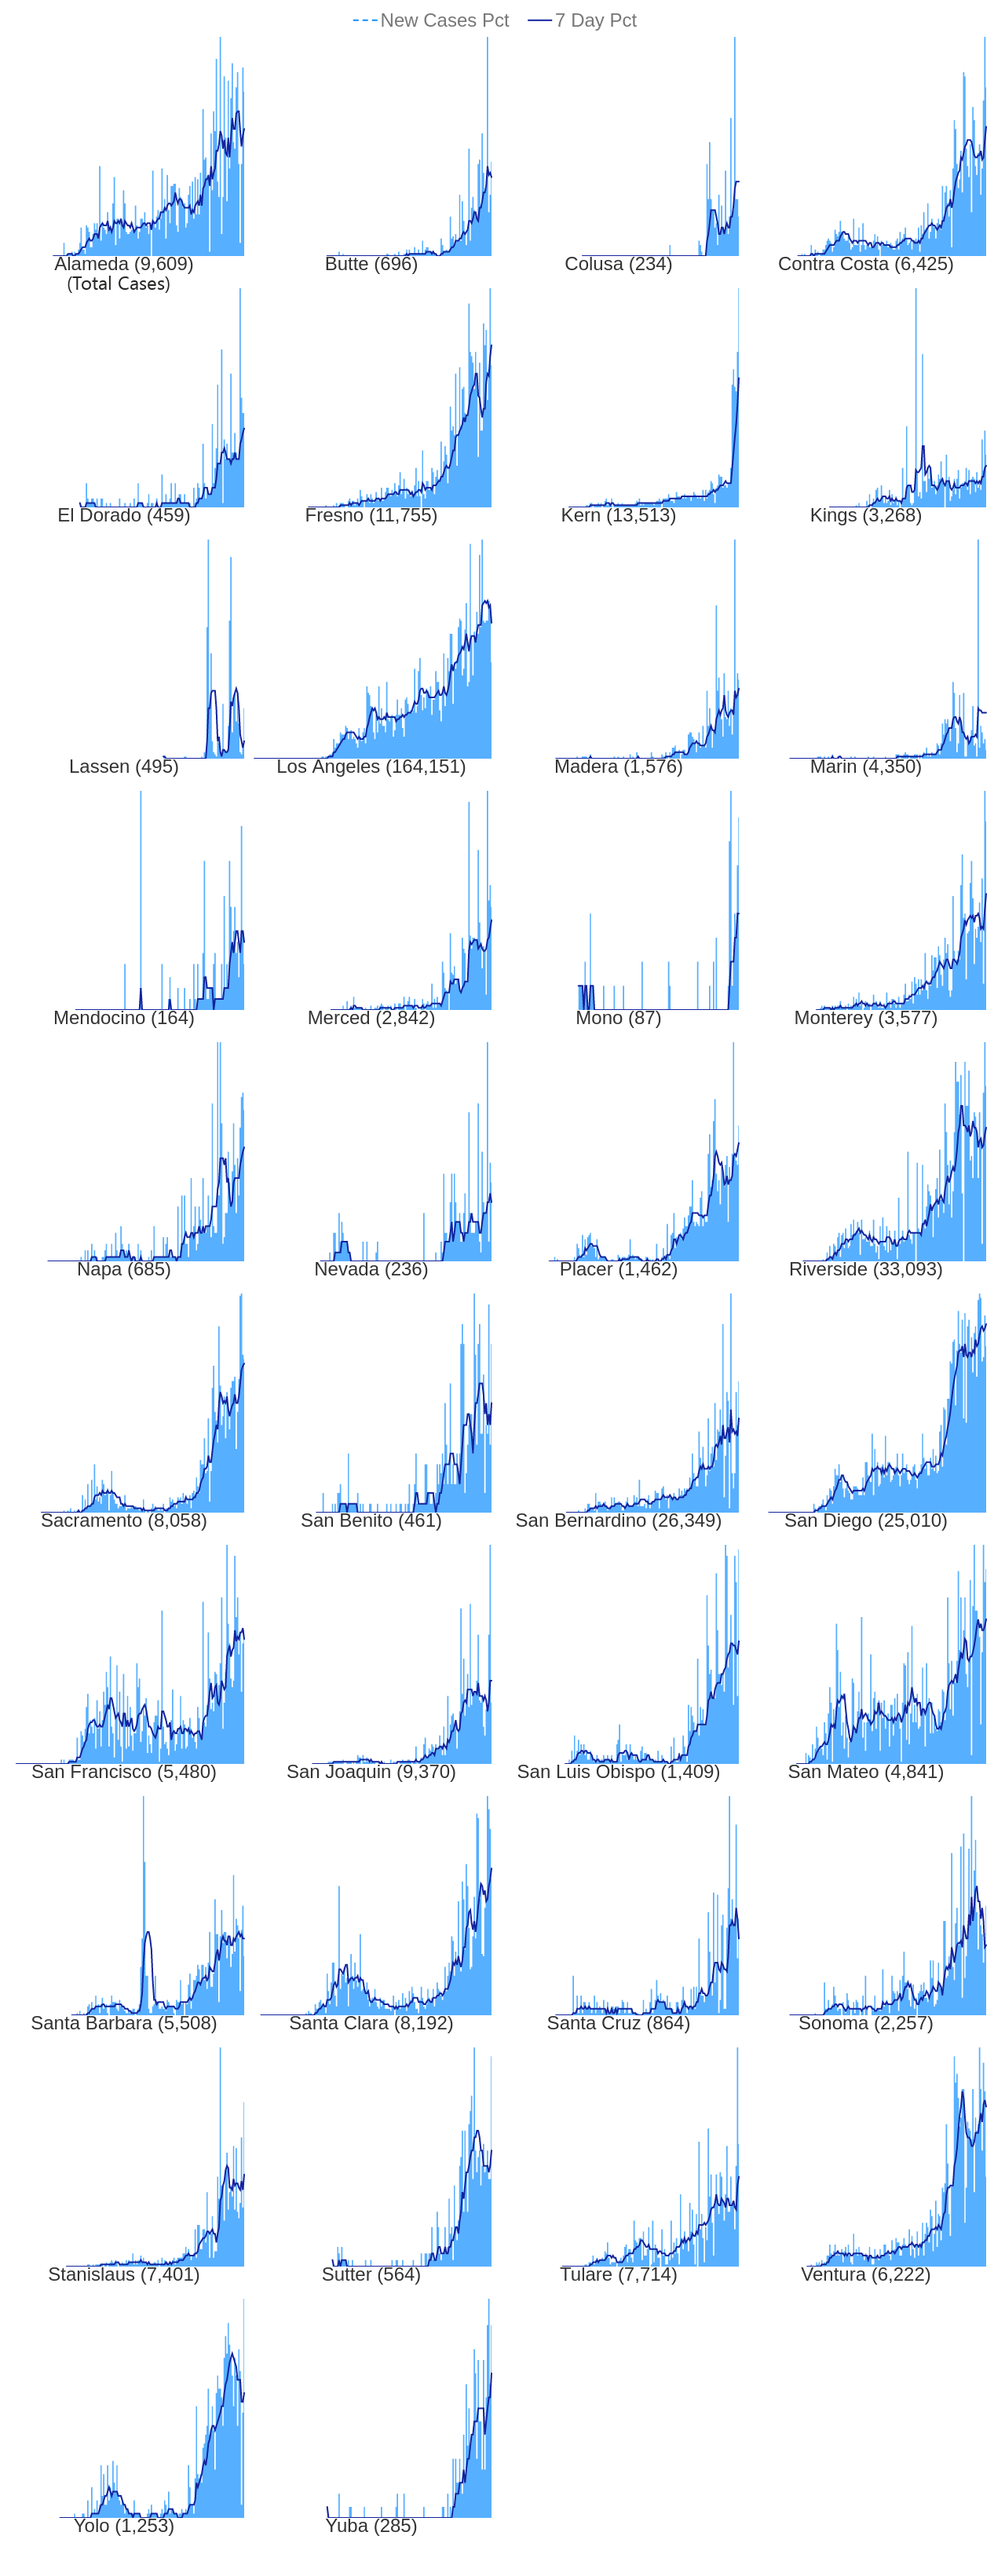 New Cases Pct 7 Day Pct
Alameda (9,609) Butte (696) Colusa (234) Contra Costa (6,425)
(Total Cases)
El Dorado (459) Fresno (11,755) Kern (13,513) Kings (3,268)
Lassen (495) Los Angeles (164,151) Madera (1,576) Marin (4,350)
Mendocino (164) Merced (2,842) Mono (87) Monterey (3,577)
Napa (685) Nevada (236) Placer (1,462) Riverside (33,093)
Sacramento (8,058) San Benito (461) San Bernardino (26,349) San Diego (25,010)
San Francisco (5,480) San Joaquin (9,370) San Luis Obispo (1,409) San Mateo (4,841)
Santa Barbara (5,508) Santa Clara (8,192) Santa Cruz (864) Sonoma (2,257)
Stanislaus (7,401) Sutter (564) Tulare (7,714) Ventura (6,222)
Yolo (1,253) Yuba (285)